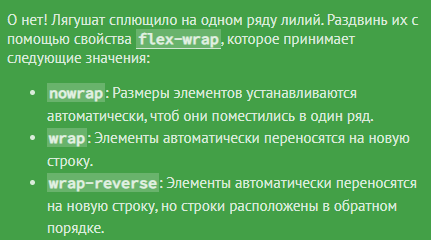 О нет! Лягушат сплющило на одном ряду лилий. Раздвинь их с
помощью свойства flex-wrap, которое принимает
следующие значения:
• nowrap: Размеры элементов устанавливаются
автоматически, чтоб они поместились в один ряд.
• wrap: Элементы автоматически переносятся на новую
строку.
• wrap-reverse: Элементы автоматически переносятся
на новую строку, но строки расположены в обратном
порядке.